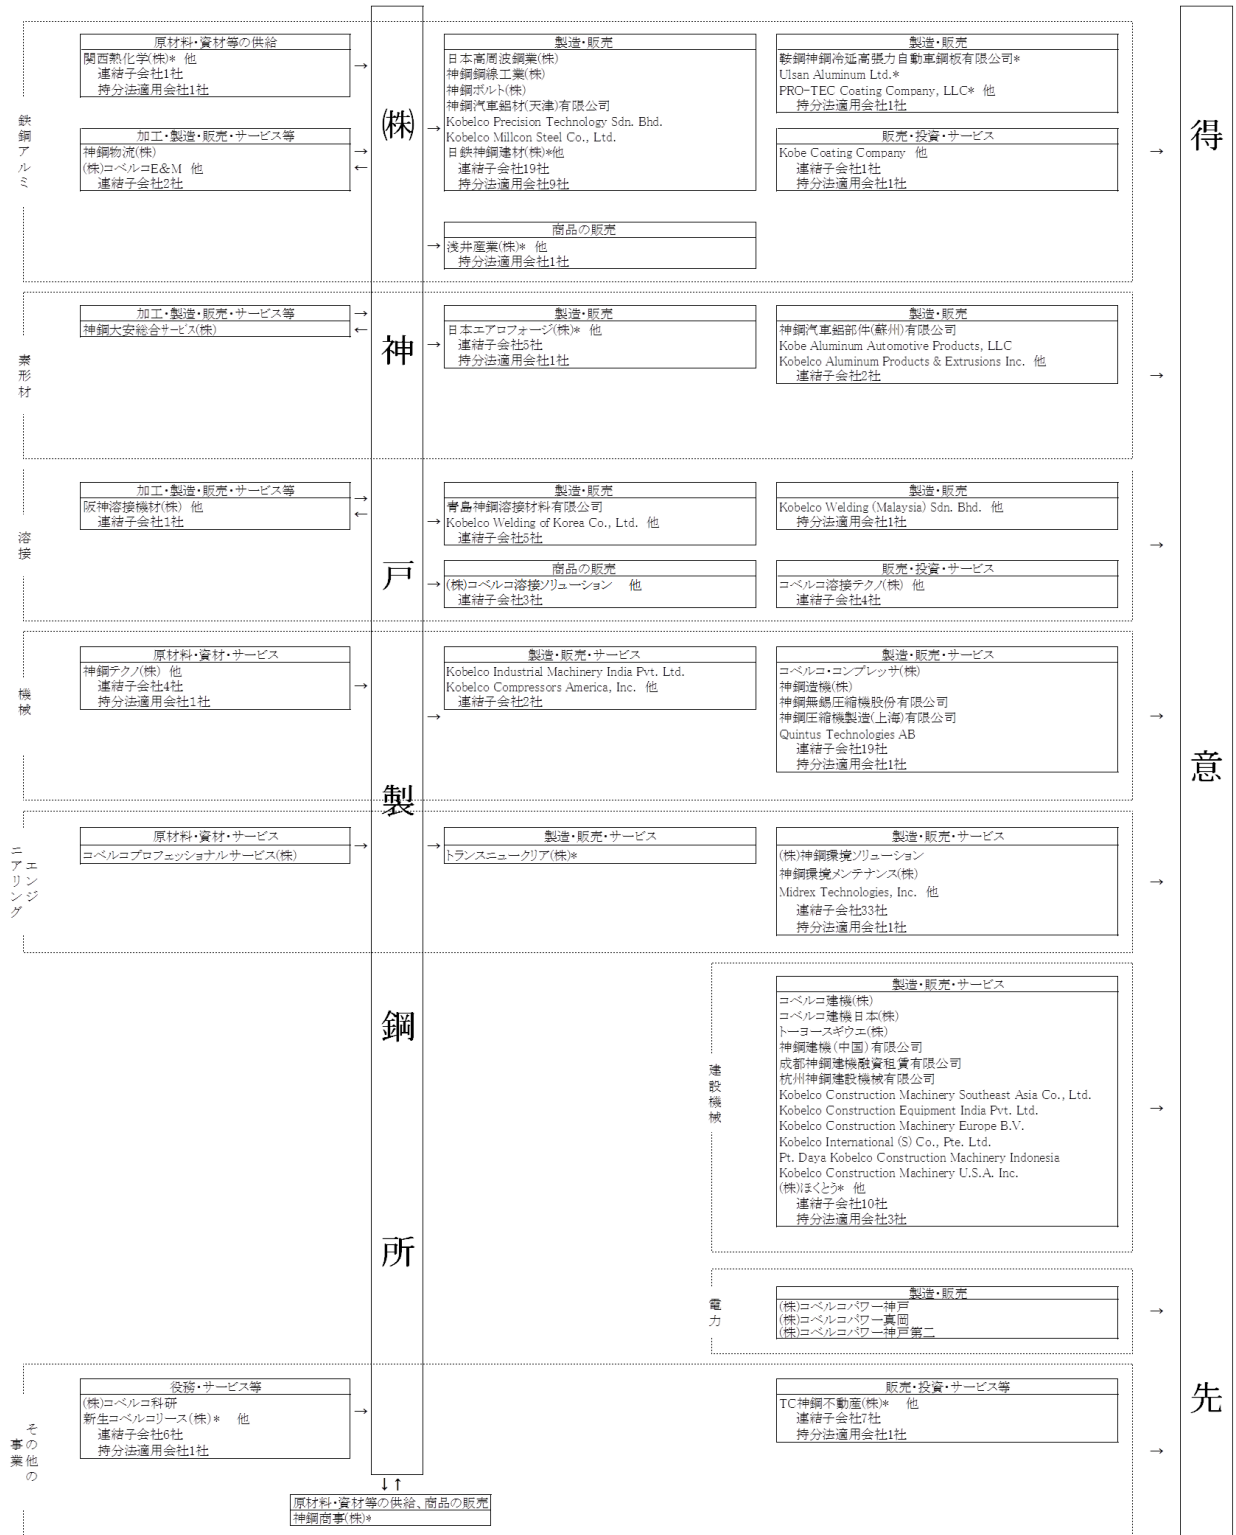 鉄鋼アルミ
原材料・資材等の供給
関西熱化学(株)* 他
連結子会社1社
持分法適用会社1社
→
加工・製造・販売・サービス等
神鋼物流(株)
(株)コベルコE&M 他
連結子会社2社
→
←
製造・販売
日本高周波鋼業(株)
神鋼鋼線工業(株)
神鋼ボルト(株)
神鋼汽車鋁材(天津)有限公司
Kobelco Precision Technology Sdn. Bhd.
Kobelco Millcon Steel Co., Ltd.
日鉄神鋼建材(株)*他
連結子会社19社
持分法適用会社9社
→
商品の販売
浅井産業(株)* 他
持分法適用会社1社
→
製造・販売
鞍鋼神鋼冷延高張力自動車鋼板有限公司*
Ulsan Aluminum Ltd.*
PRO-TEC Coating Company, LLC* 他
持分法適用会社1社
販売・投資・サービス
Kobe Coating Company 他
連結子会社1社
持分法適用会社1社
→
素形材
加工・製造・販売・サービス等
神鋼大安総合サービス(株)
→
←
製造・販売
日本エアロフォージ(株)* 他
連結子会社5社
持分法適用会社1社
→
製造・販売
神鋼汽車鋁部件(蘇州)有限公司
Kobe Aluminum Automotive Products, LLC
Kobelco Aluminum Products & Extrusions Inc. 他
連結子会社2社
→
溶接
加工・製造・販売・サービス等
阪神溶接機材(株) 他
連結子会社1社
→
←
製造・販売
青島神鋼溶接材料有限公司
Kobelco Welding of Korea Co., Ltd. 他
連結子会社5社
→
商品の販売
(株)コベルコ溶接ソリューション 他
連結子会社3社
→
製造・販売
Kobelco Welding (Malaysia) Sdn. Bhd. 他
持分法適用会社1社
販売・投資・サービス
コベルコ溶接テクノ(株) 他
連結子会社4社
→
機械
原材料・資材・サービス
神鋼テクノ(株) 他
連結子会社4社
持分法適用会社1社
→
製造・販売・サービス
Kobelco Industrial Machinery India Pvt. Ltd.
Kobelco Compressors America, Inc. 他
連結子会社2社
→
製造・販売・サービス
コベルコ・コンプレッサ(株)
神鋼造機(株)
神鋼無錫圧縮機股份有限公司
神鋼圧縮機製造(上海)有限公司
Quintus Technologies AB
連結子会社19社
持分法適用会社1社
→
エンジ
ニアリング
原材料・資材・サービス
コベルコプロフェッショナルサービス(株)
→
製造・販売・サービス
トランスニュークリア(株)*
→
製造・販売・サービス
(株)神鋼環境ソリューション
神鋼環境メンテナンス(株)
Midrex Technologies, Inc. 他
連結子会社33社
持分法適用会社1社
→
建設機械
製造・販売・サービス
コベルコ建機(株)
コベルコ建機日本(株)
トーヨースギウエ(株)
神鋼建機(中国)有限公司
成都神鋼建機融資租賃有限公司
杭州神鋼建設機械有限公司
Kobelco Construction Machinery Southeast Asia Co., Ltd.
Kobelco Construction Equipment India Pvt. Ltd.
Kobelco Construction Machinery Europe B.V.
Kobelco International (S) Co., Pte. Ltd.
Pt. Daya Kobelco Construction Machinery Indonesia
Kobelco Construction Machinery U.S.A. Inc.
(株)ほくとう* 他
連結子会社10社
持分法適用会社3社
→
電力
製造・販売
(株)コベルコパワー神戸
(株)コベルコパワー真岡
(株)コベルコパワー神戸第二
→
その他の
事業
役務・サービス等
(株)コベルコ科研
新生コベルコリース(株)* 他
連結子会社6社
持分法適用会社1社
→
販売・投資・サービス等
TC神鋼不動産(株)* 他
連結子会社7社
持分法適用会社1社
→
↓↑
原材料・資材等の供給、商品の販売
神鋼商事(株)*
㈱神戸製鋼所
得意先